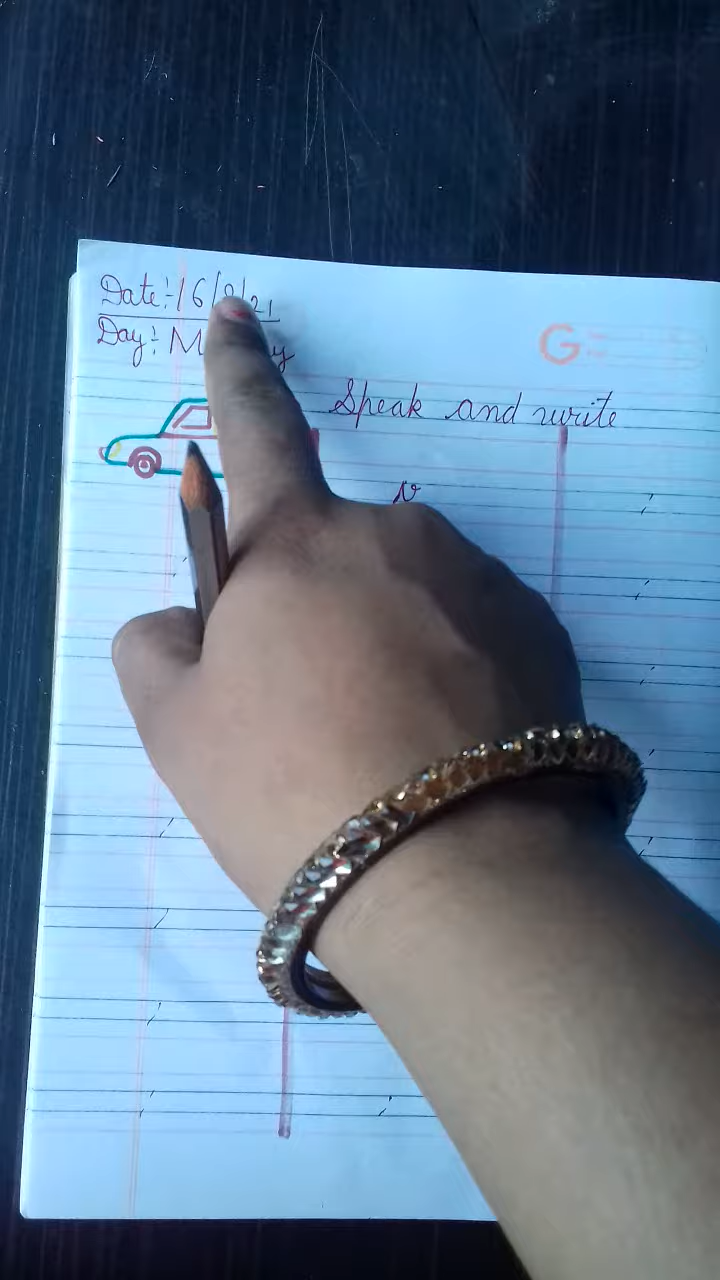 Date:- 16/8/21
Day:
Speak and write
v
G